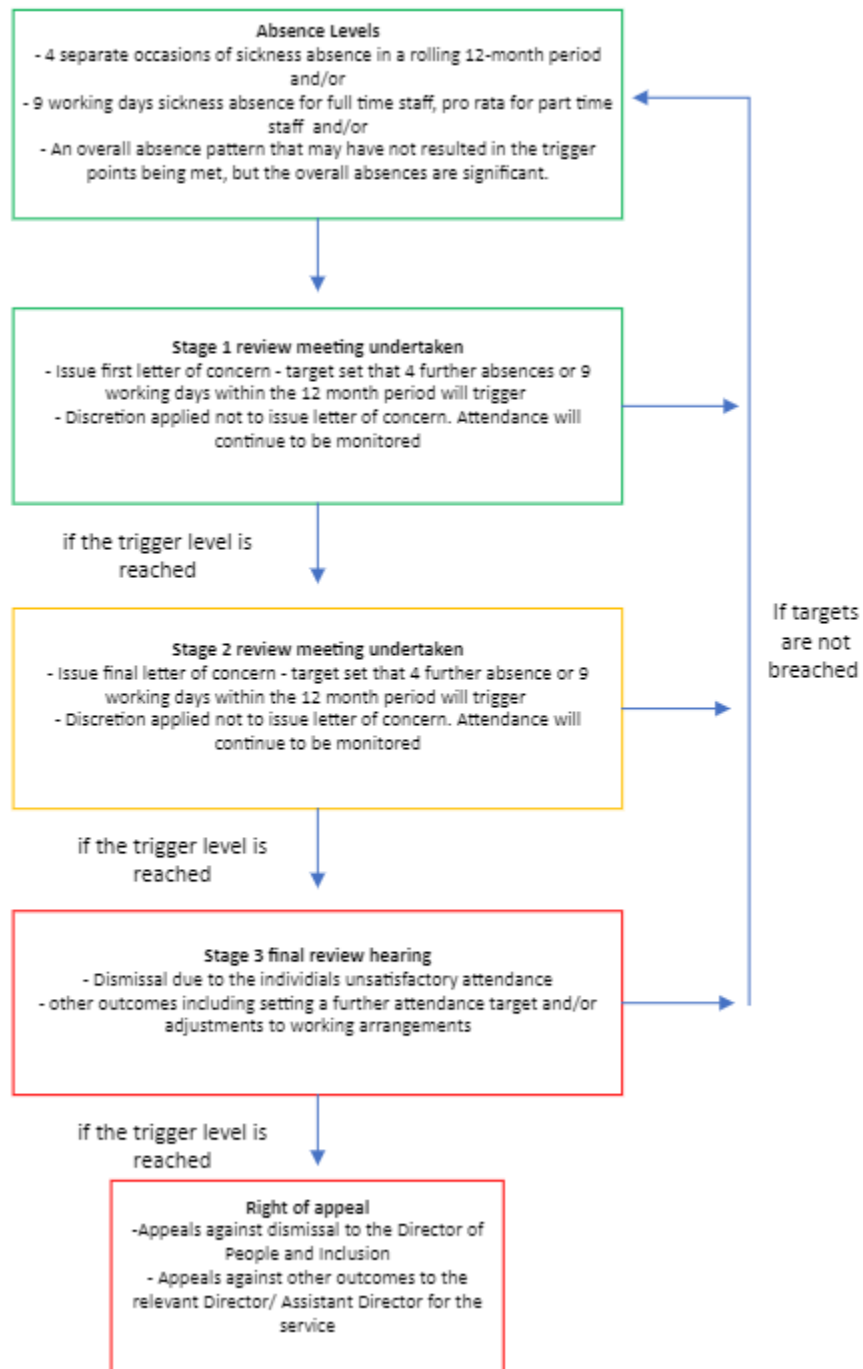 Absence Levels
- 4 separate occasions of sickness absence in a rolling 12-month period
and/or
- 9 working days sickness absence for full time staff, pro rata for part time
staff and/or
- An overall absence pattern that may have not resulted in the trigger
points being met, but the overall absences are significant.
Stage 1 review meeting undertaken
- Issue first letter of concern - target set that 4 further absences or 9
working days within the 12 month period will trigger
- Discretion applied not to issue letter of concern. Attendance will
continue to be monitored
if the trigger level is
reached
If targets
are not
breached
Stage 2 review meeting undertaken
- Issue final letter of concern - target set that 4 further absence or 9
working days within the 12 month period will trigger
- Discretion applied not to issue letter of concern. Attendance will
continue to be monitored
if the trigger level is
reached
Stage 3 final review hearing
- Dismissal due to the individials unsatisfactory attendance
- other outcomes including setting a further attendance target and/or
adjustments to working arrangements
if the trigger level is
reached
Right of appeal
-Appeals against dismissal to the Director of
People and Inclusion
- Appeals against other outcomes to the
relevant Director/ Assistant Director for the
service